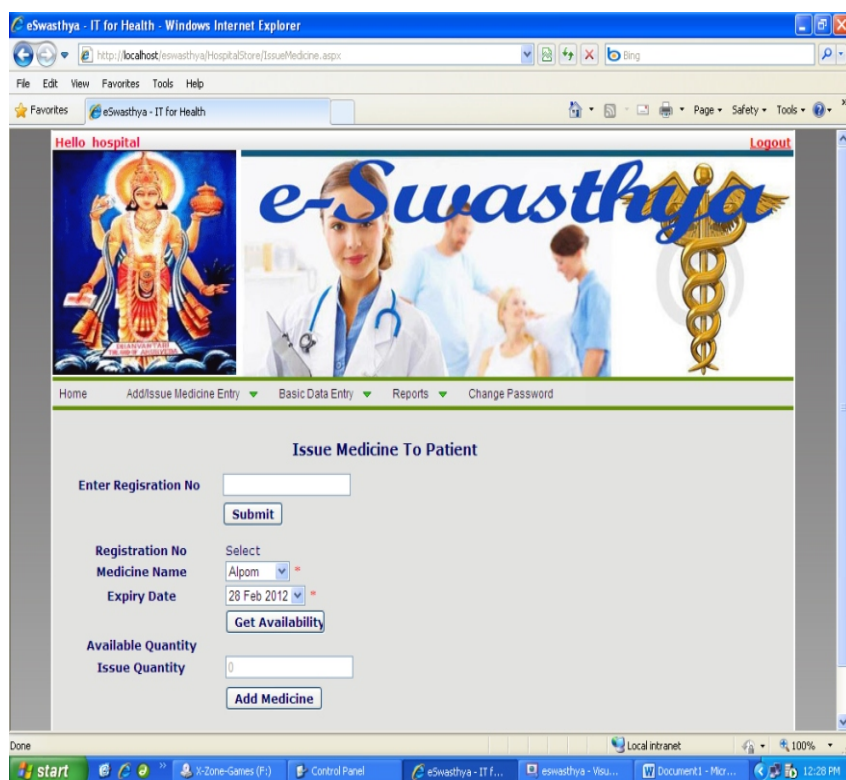 eSwasthya - IT for Health - Windows Internet Explorer
http://localhost/eswasthya/HospitalStore/IssueMedicine.aspx
Bing
File Edit View Favorites Tools Help
Favorites eSwasthya - IT for Health Page Safety Tools
Hello hospital Logout
e-Swasthya
DHANVANTARI
Home Add/Issue Medicine Entry Basic Data Entry Reports Change Password
Issue Medicine To Patient
Enter Regisration No
Submit
Registration No Select
Medicine Name Alpom *
Expiry Date 28 Feb 2012 *
Get Availability
Available Quantity
Issue Quantity 0
Add Medicine
Done Local intranet 100%
start X-Zone-Games (F:) Control Panel eSwasthya - IT f... eswasthya - Visu... Document1 - Micr... 12:28 PM